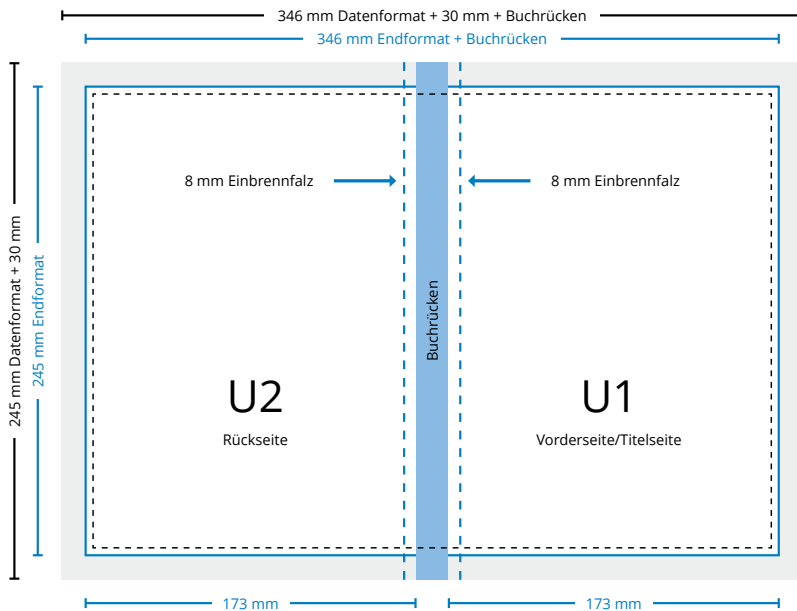 346 mm Datenformat + 30 mm + Buchrücken
346 mm Endformat + Buchrücken
245 mm Datenformat + 30 mm
245 mm Endformat
8 mm Einbrennfalz
8 mm Einbrennfalz
Buchrücken
U2
Rückseite
U1
Vorderseite/Titelseite
173 mm
173 mm